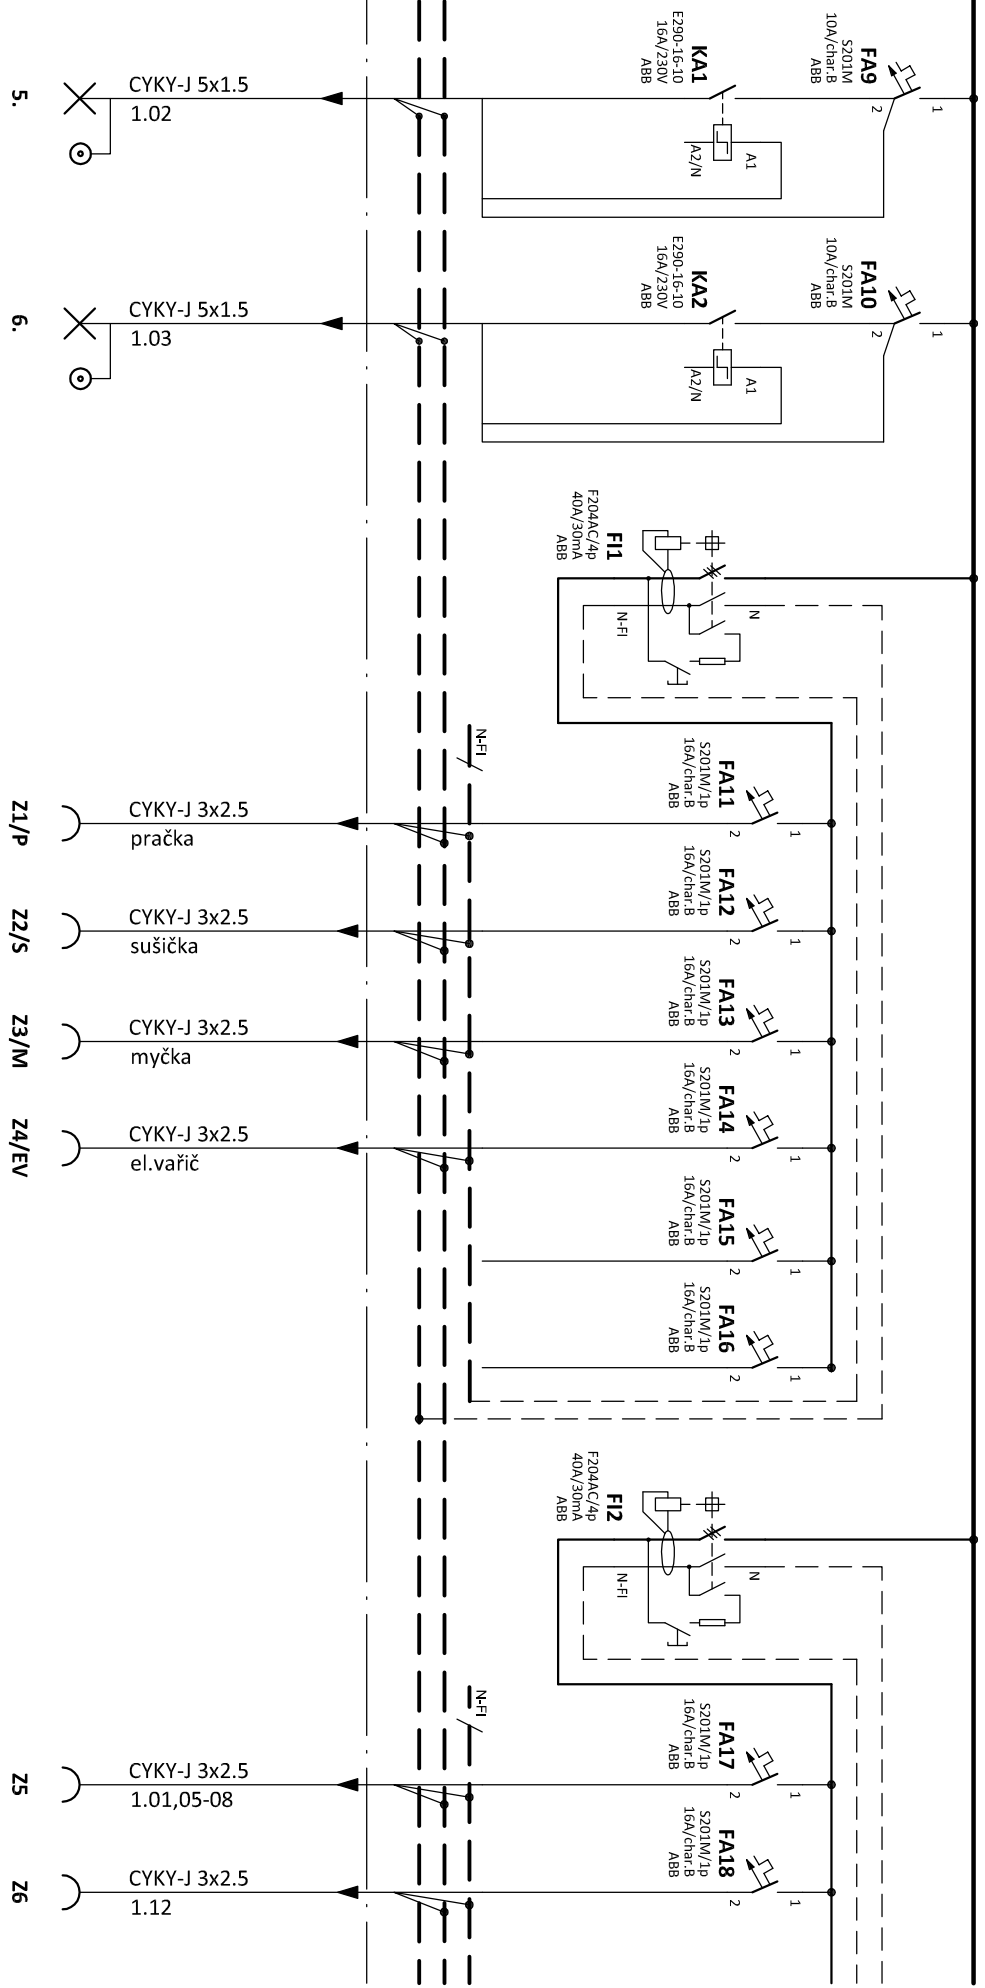 FA9
S201M
10A/char.B
ABB
1
2
KA1
E290-16-10
16A/230V
ABB
A1
A2/N
CYKY-J 5x1.5
1.02
5.
FA10
S201M
10A/char.B
ABB
1
2
KA2
E290-16-10
16A/230V
ABB
A1
A2/N
CYKY-J 5x1.5
1.03
6.
FI1
F204AC/4p
40A/30mA
ABB
N
N-FI
N-FI
FA11
S201M/1p
16A/char.B
ABB
1
2
CYKY-J 3x2.5
pračka
Z1/P
FA12
S201M/1p
16A/char.B
ABB
1
2
CYKY-J 3x2.5
sušička
Z2/S
FA13
S201M/1p
16A/char.B
ABB
1
2
CYKY-J 3x2.5
myčka
Z3/M
FA14
S201M/1p
16A/char.B
ABB
1
2
CYKY-J 3x2.5
el.vařič
Z4/EV
FA15
S201M/1p
16A/char.B
ABB
1
2
FA16
S201M/1p
16A/char.B
ABB
1
2
FI2
F204AC/4p
40A/30mA
ABB
N
N-FI
N-FI
FA17
S201M/1p
16A/char.B
ABB
1
2
CYKY-J 3x2.5
1.01,05-08
Z5
FA18
S201M/1p
16A/char.B
ABB
1
2
CYKY-J 3x2.5
1.12
Z6